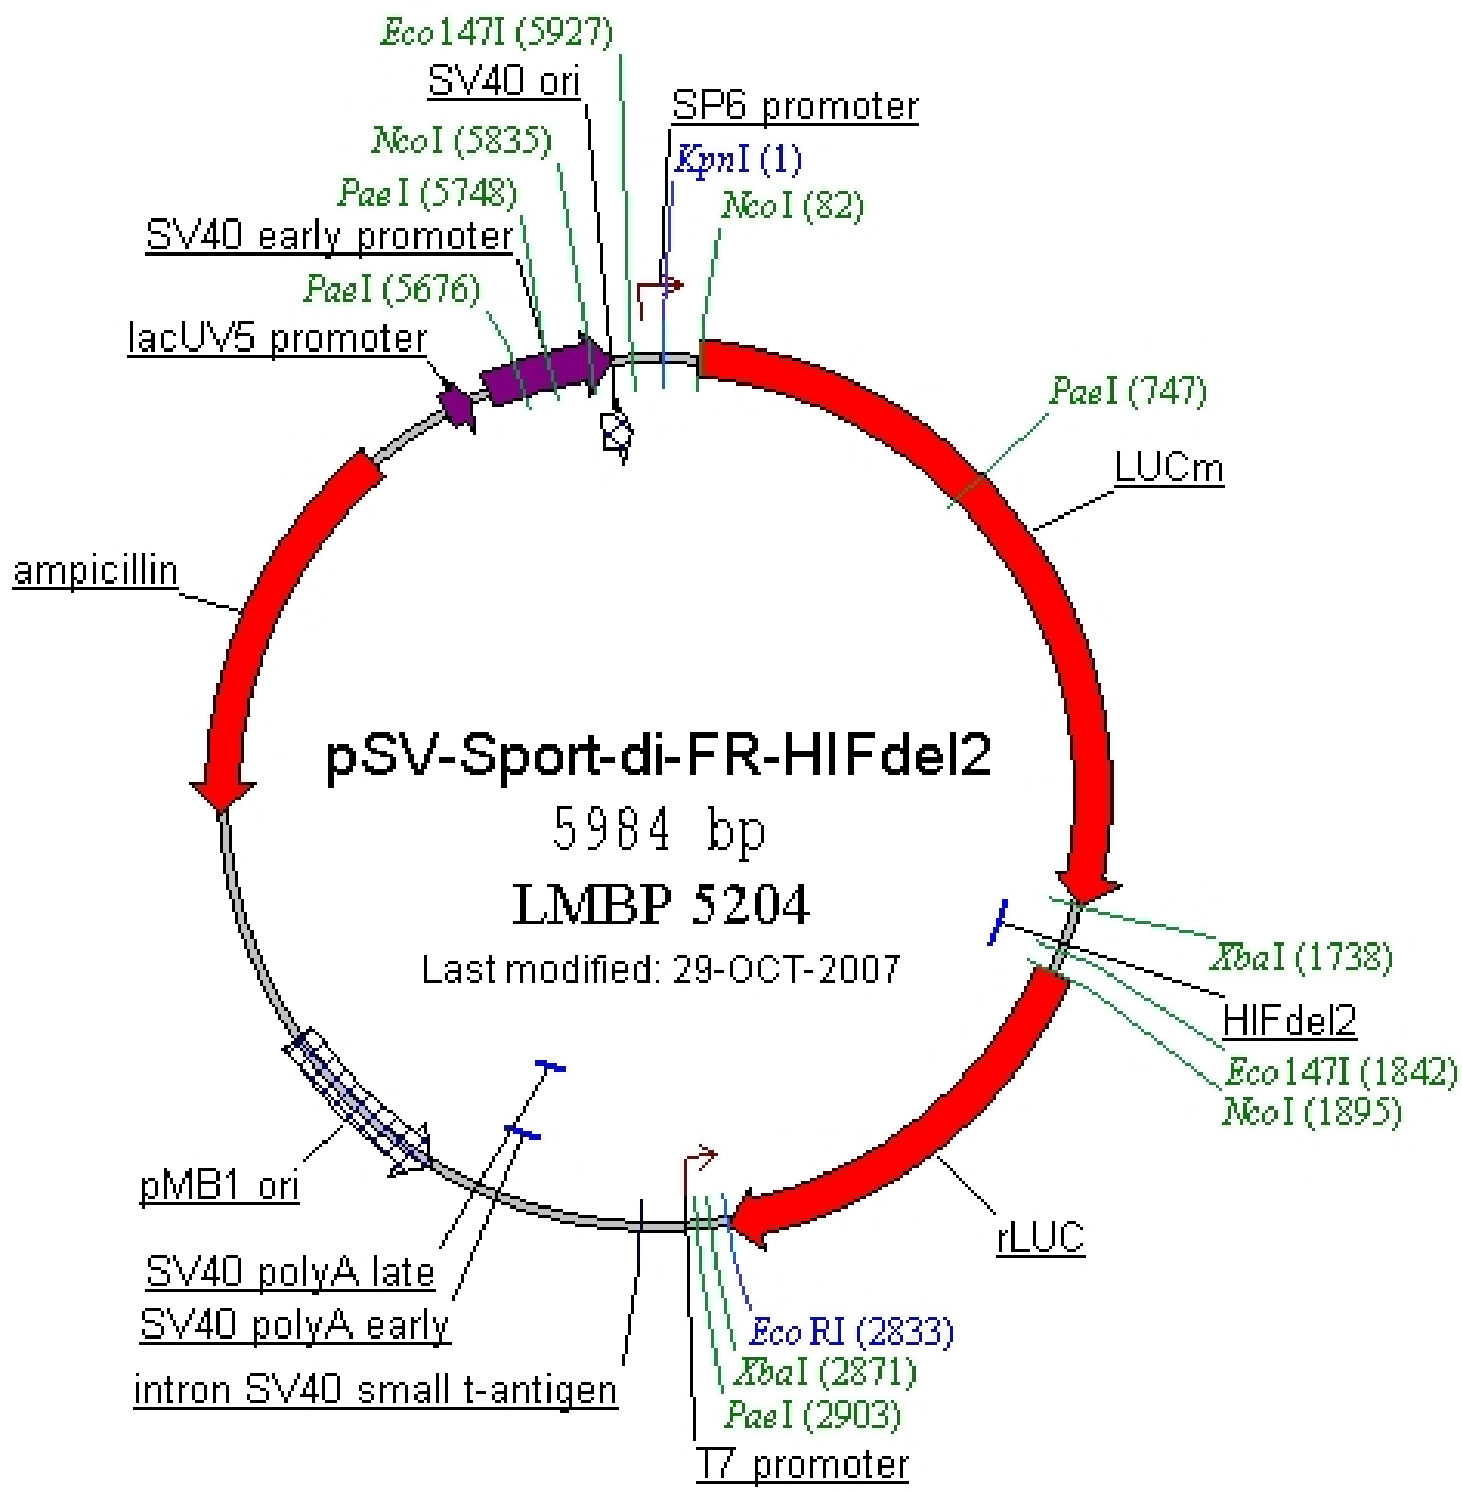 Eco147I (5927)
SV40 ori
SP6 promoter
NcoI (5835)
KpnI (1)
PaeI (5748)
NcoI (82)
SV40 early promoter
PaeI (5676)
lacUV5 promoter
PaeI (747)
LUCm
ampicillin
pSV-Sport-di-FR-HIFdel2
5984 bp
LMBP 5204
Last modified: 29-OCT-2007
XbaI (1738)
HIFdel2
Eco147I (1842)
NcoI (1895)
pMB1 ori
rLUC
SV40 polyA late
SV40 polyA early
EcoRI (2833)
XbaI (2871)
intron SV40 small t-antigen
PaeI (2903)
T7 promoter